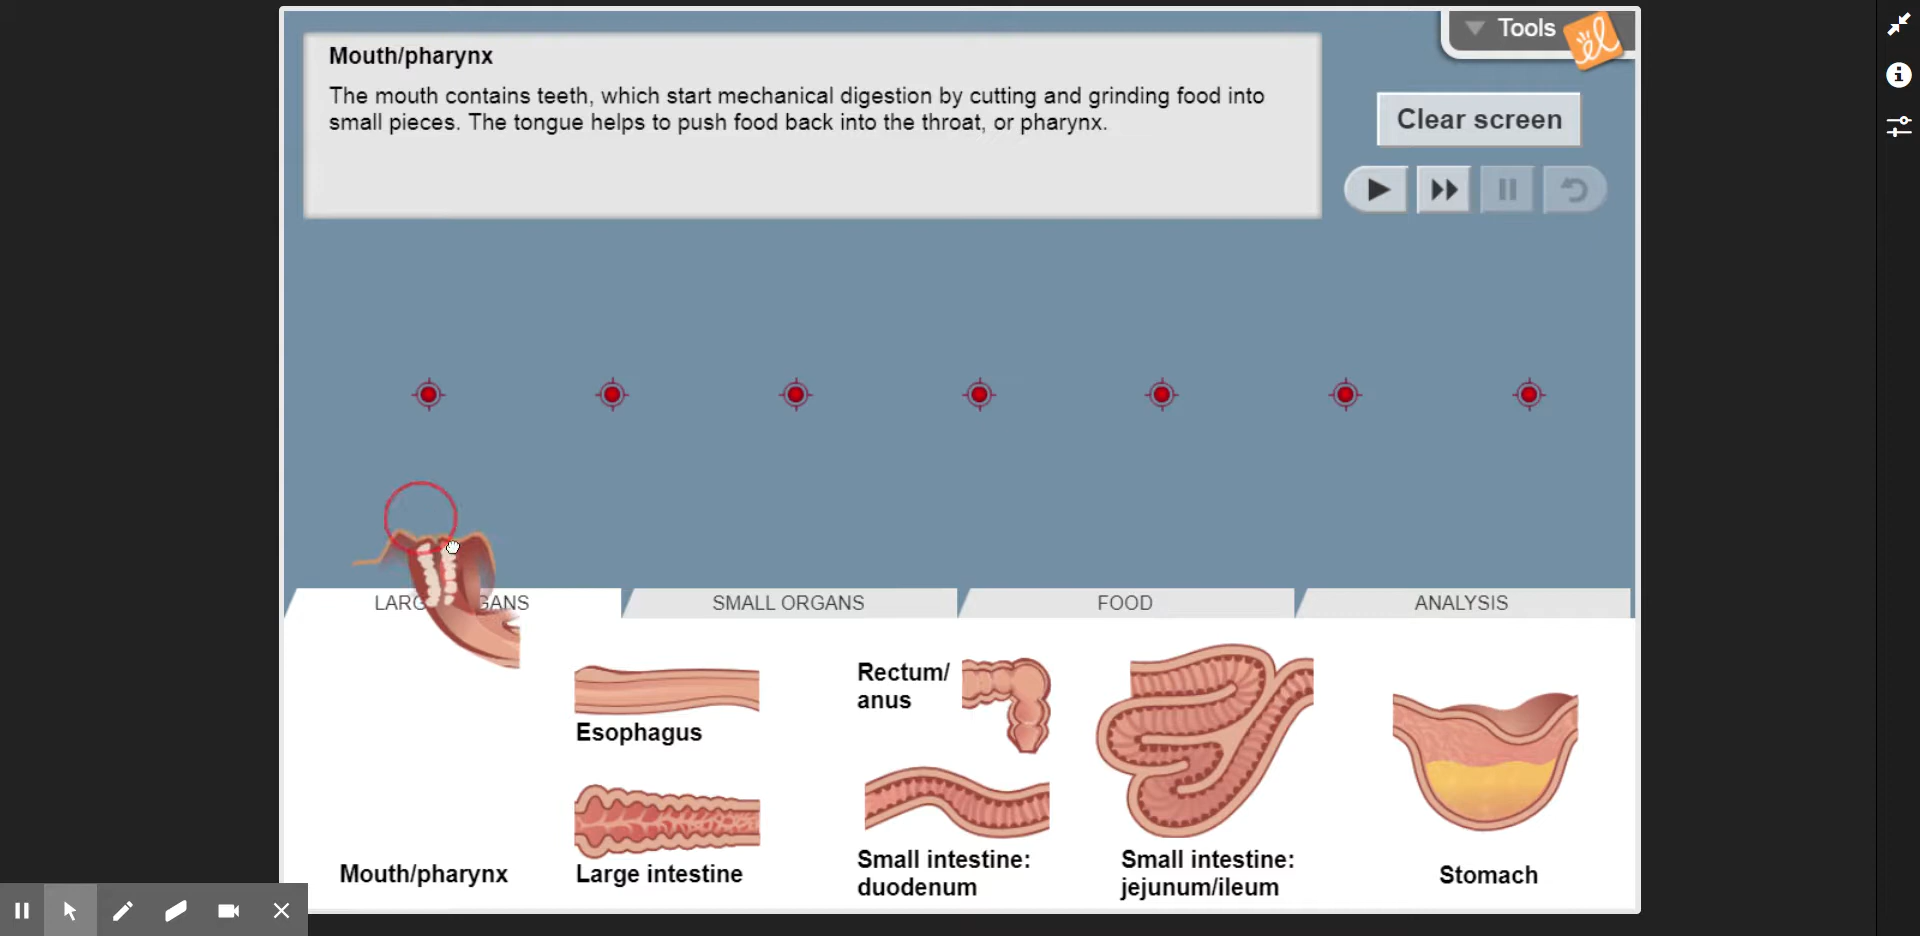 Mouth/pharynx
Tools
The mouth contains teeth, which start mechanical digestion by cutting and grinding food into
small pieces. The tongue helps to push food back into the throat, or pharynx.
Clear screen
SMALL ORGANS
FOOD
ANALYSIS
Esophagus
Rectum/
anus
Mouth/pharynx
Large intestine
Small intestine:
duodenum
Small intestine:
jejunum/ileum
Stomach